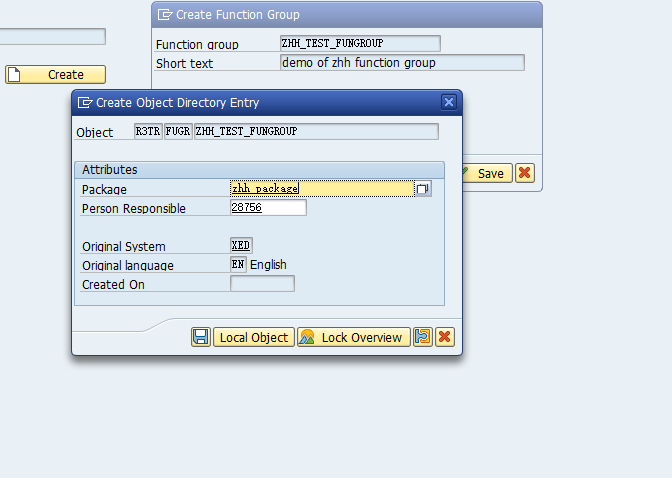 Create Function Group
Function group ZHH_TEST_FUNGROUP
Create
Short text demo of zhh function group
Create Object Directory Entry
Object R3TR FUGR ZHH_TEST_FUNGROUP
Attributes
Package zhh_package
Save
Person Responsible 28756
Original System XED
Original language EN English
Created On
Local Object Lock Overview